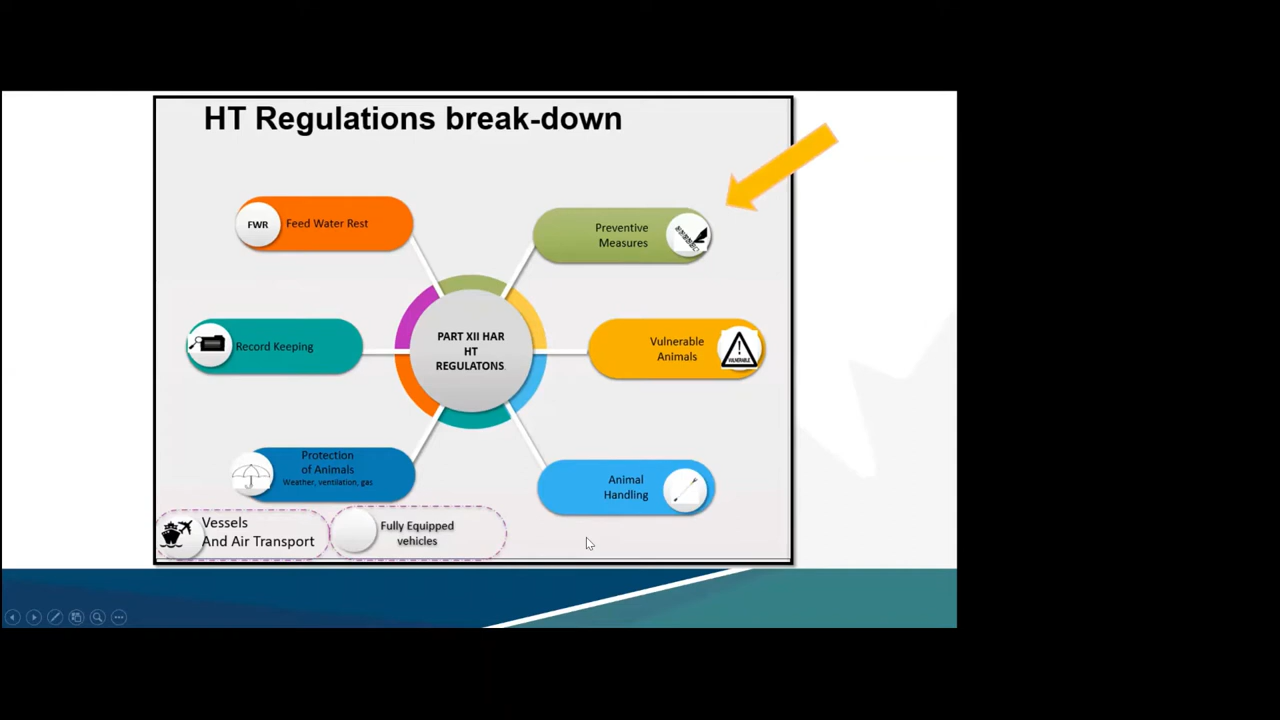 HT Regulations break-down
FWR
Feed Water Rest
Preventive
Measures
PART XII HAR
HT
REGULATONS
Record Keeping
Vulnerable
Animals
VULNERABLE
Protection
of Animals
Weather, ventilation, gas
Animal
Handling
Vessels
And Air Transport
Fully Equipped
vehicles